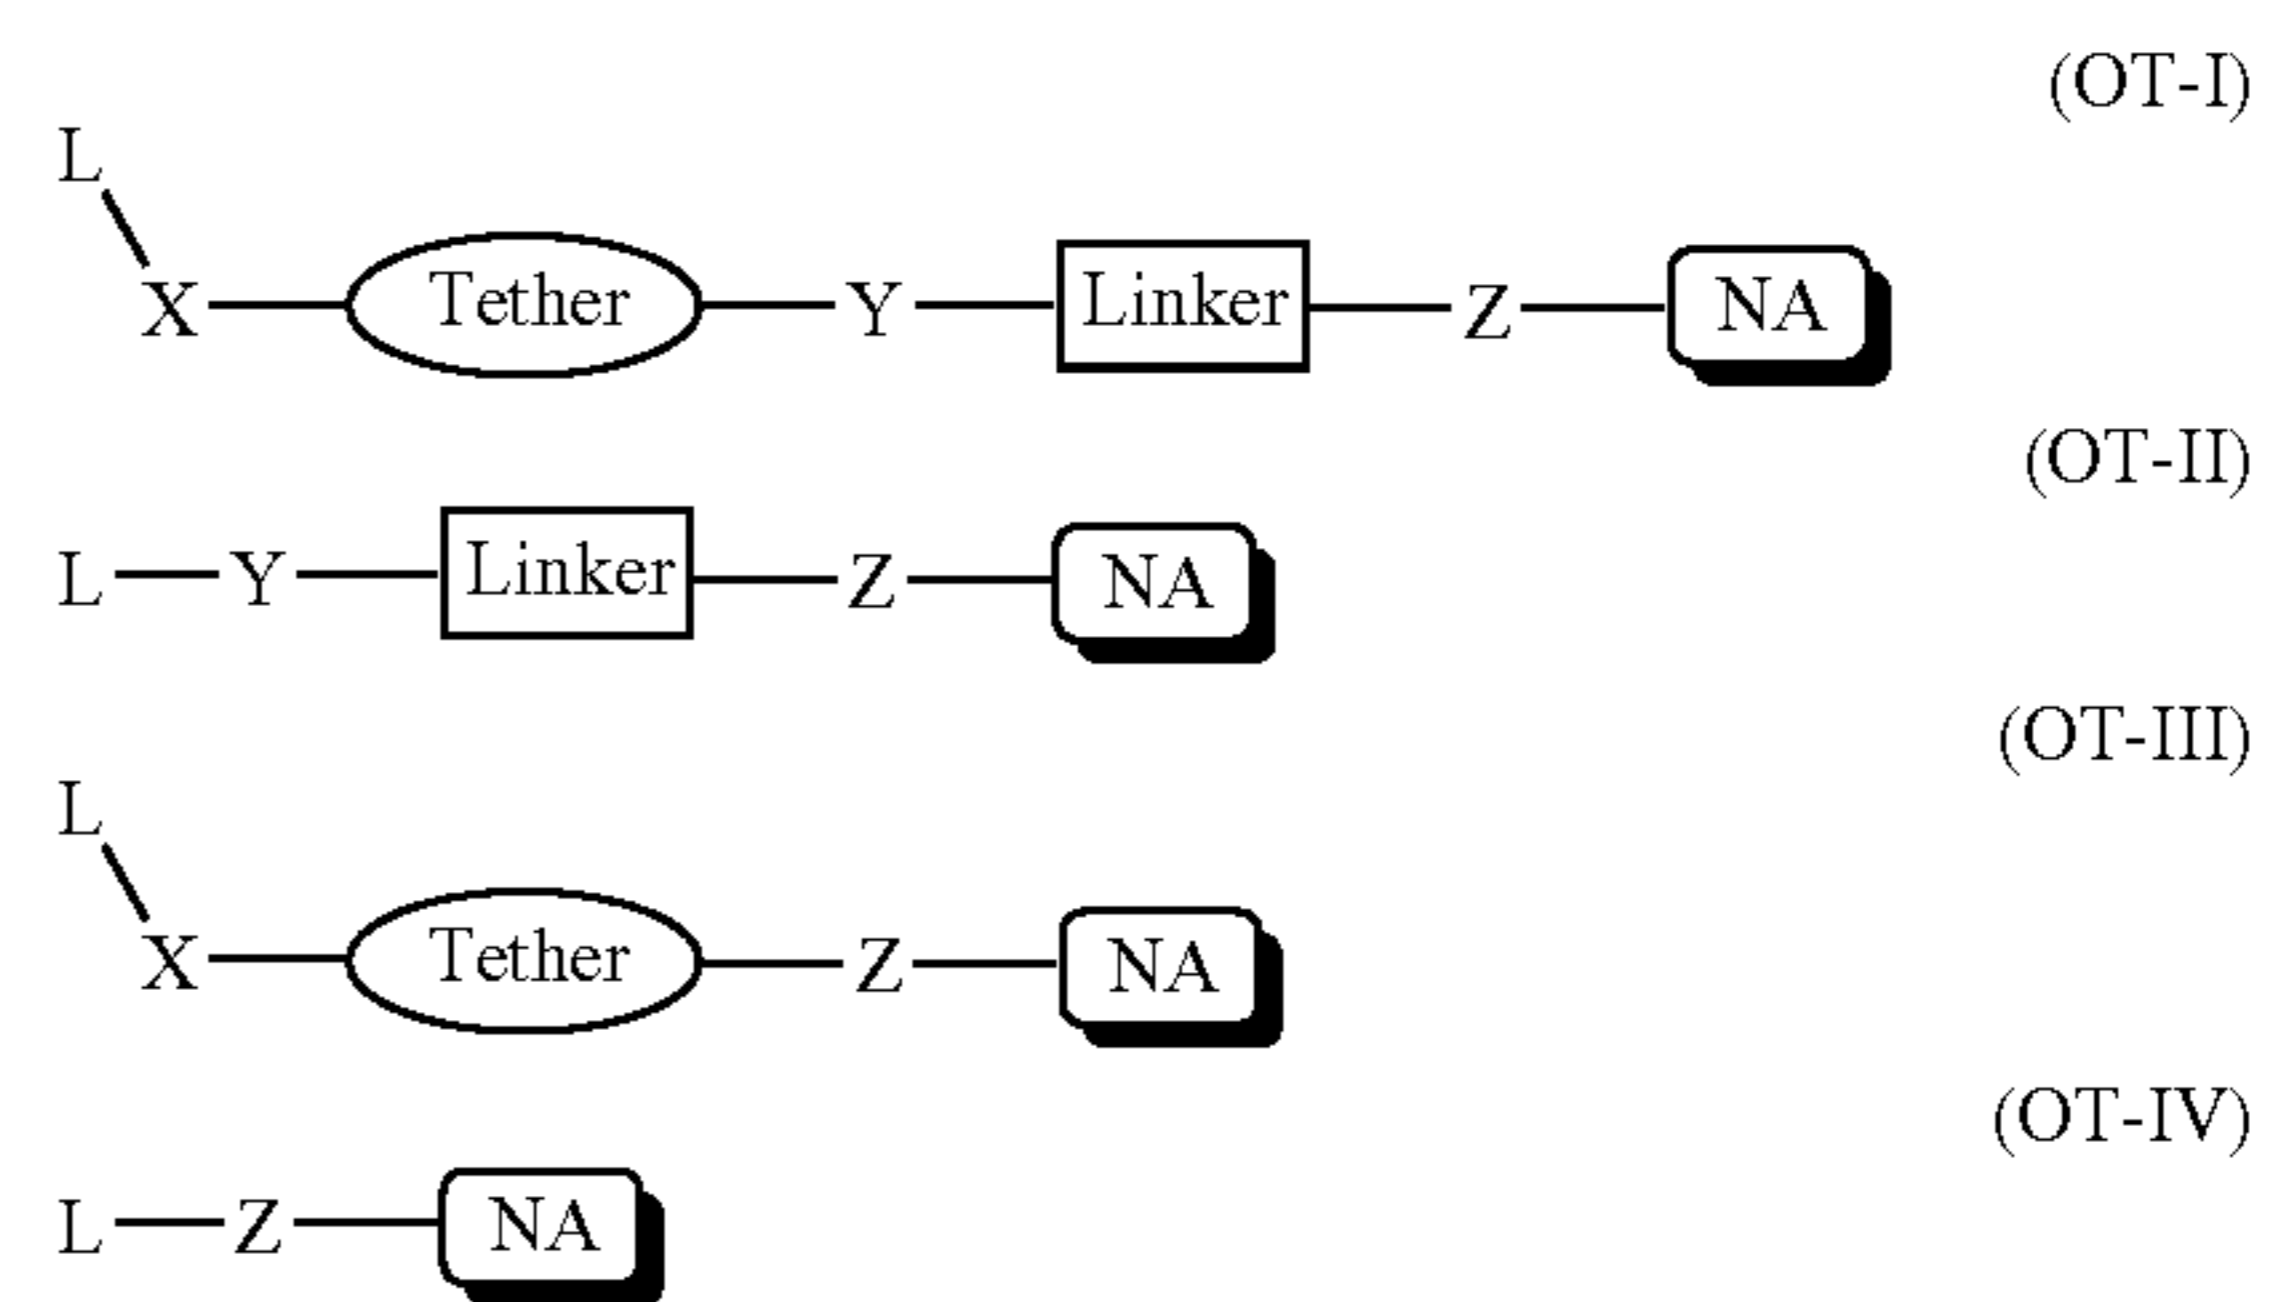 (OT-I)
L
X Tether Y Linker Z NA
(OT-II)
L Y Linker Z NA
(OT-III)
L
X Tether Z NA
(OT-IV)
L Z NA